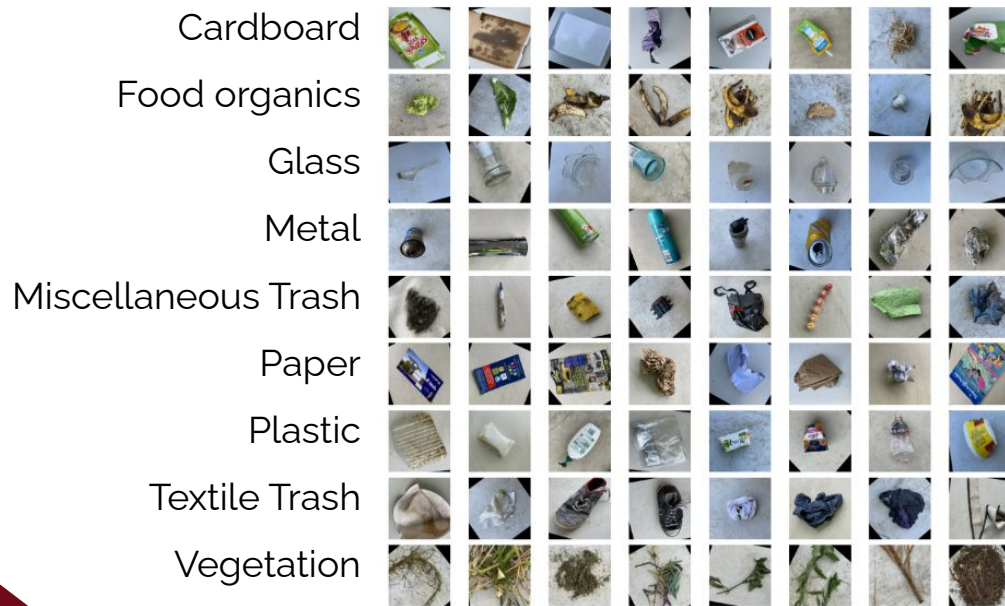 Cardboard
Food organics
Glass
Metal
Miscellaneous Trash
Paper
Plastic
Textile Trash
Vegetation